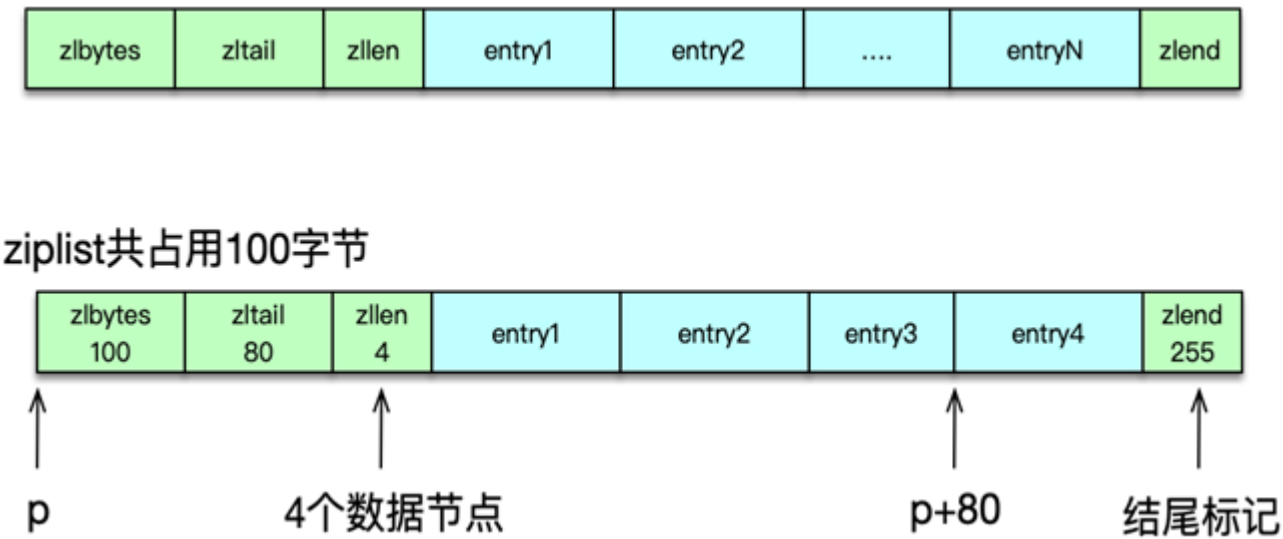 zlbytes zltail zllen entry1 entry2 .... entryN zlend
ziplist共占用100字节
zlbytes zltail zllen entry1 entry2 entry3 entry4 zlend
100 80 4 255
p 4个数据节点 p+80 结尾标记